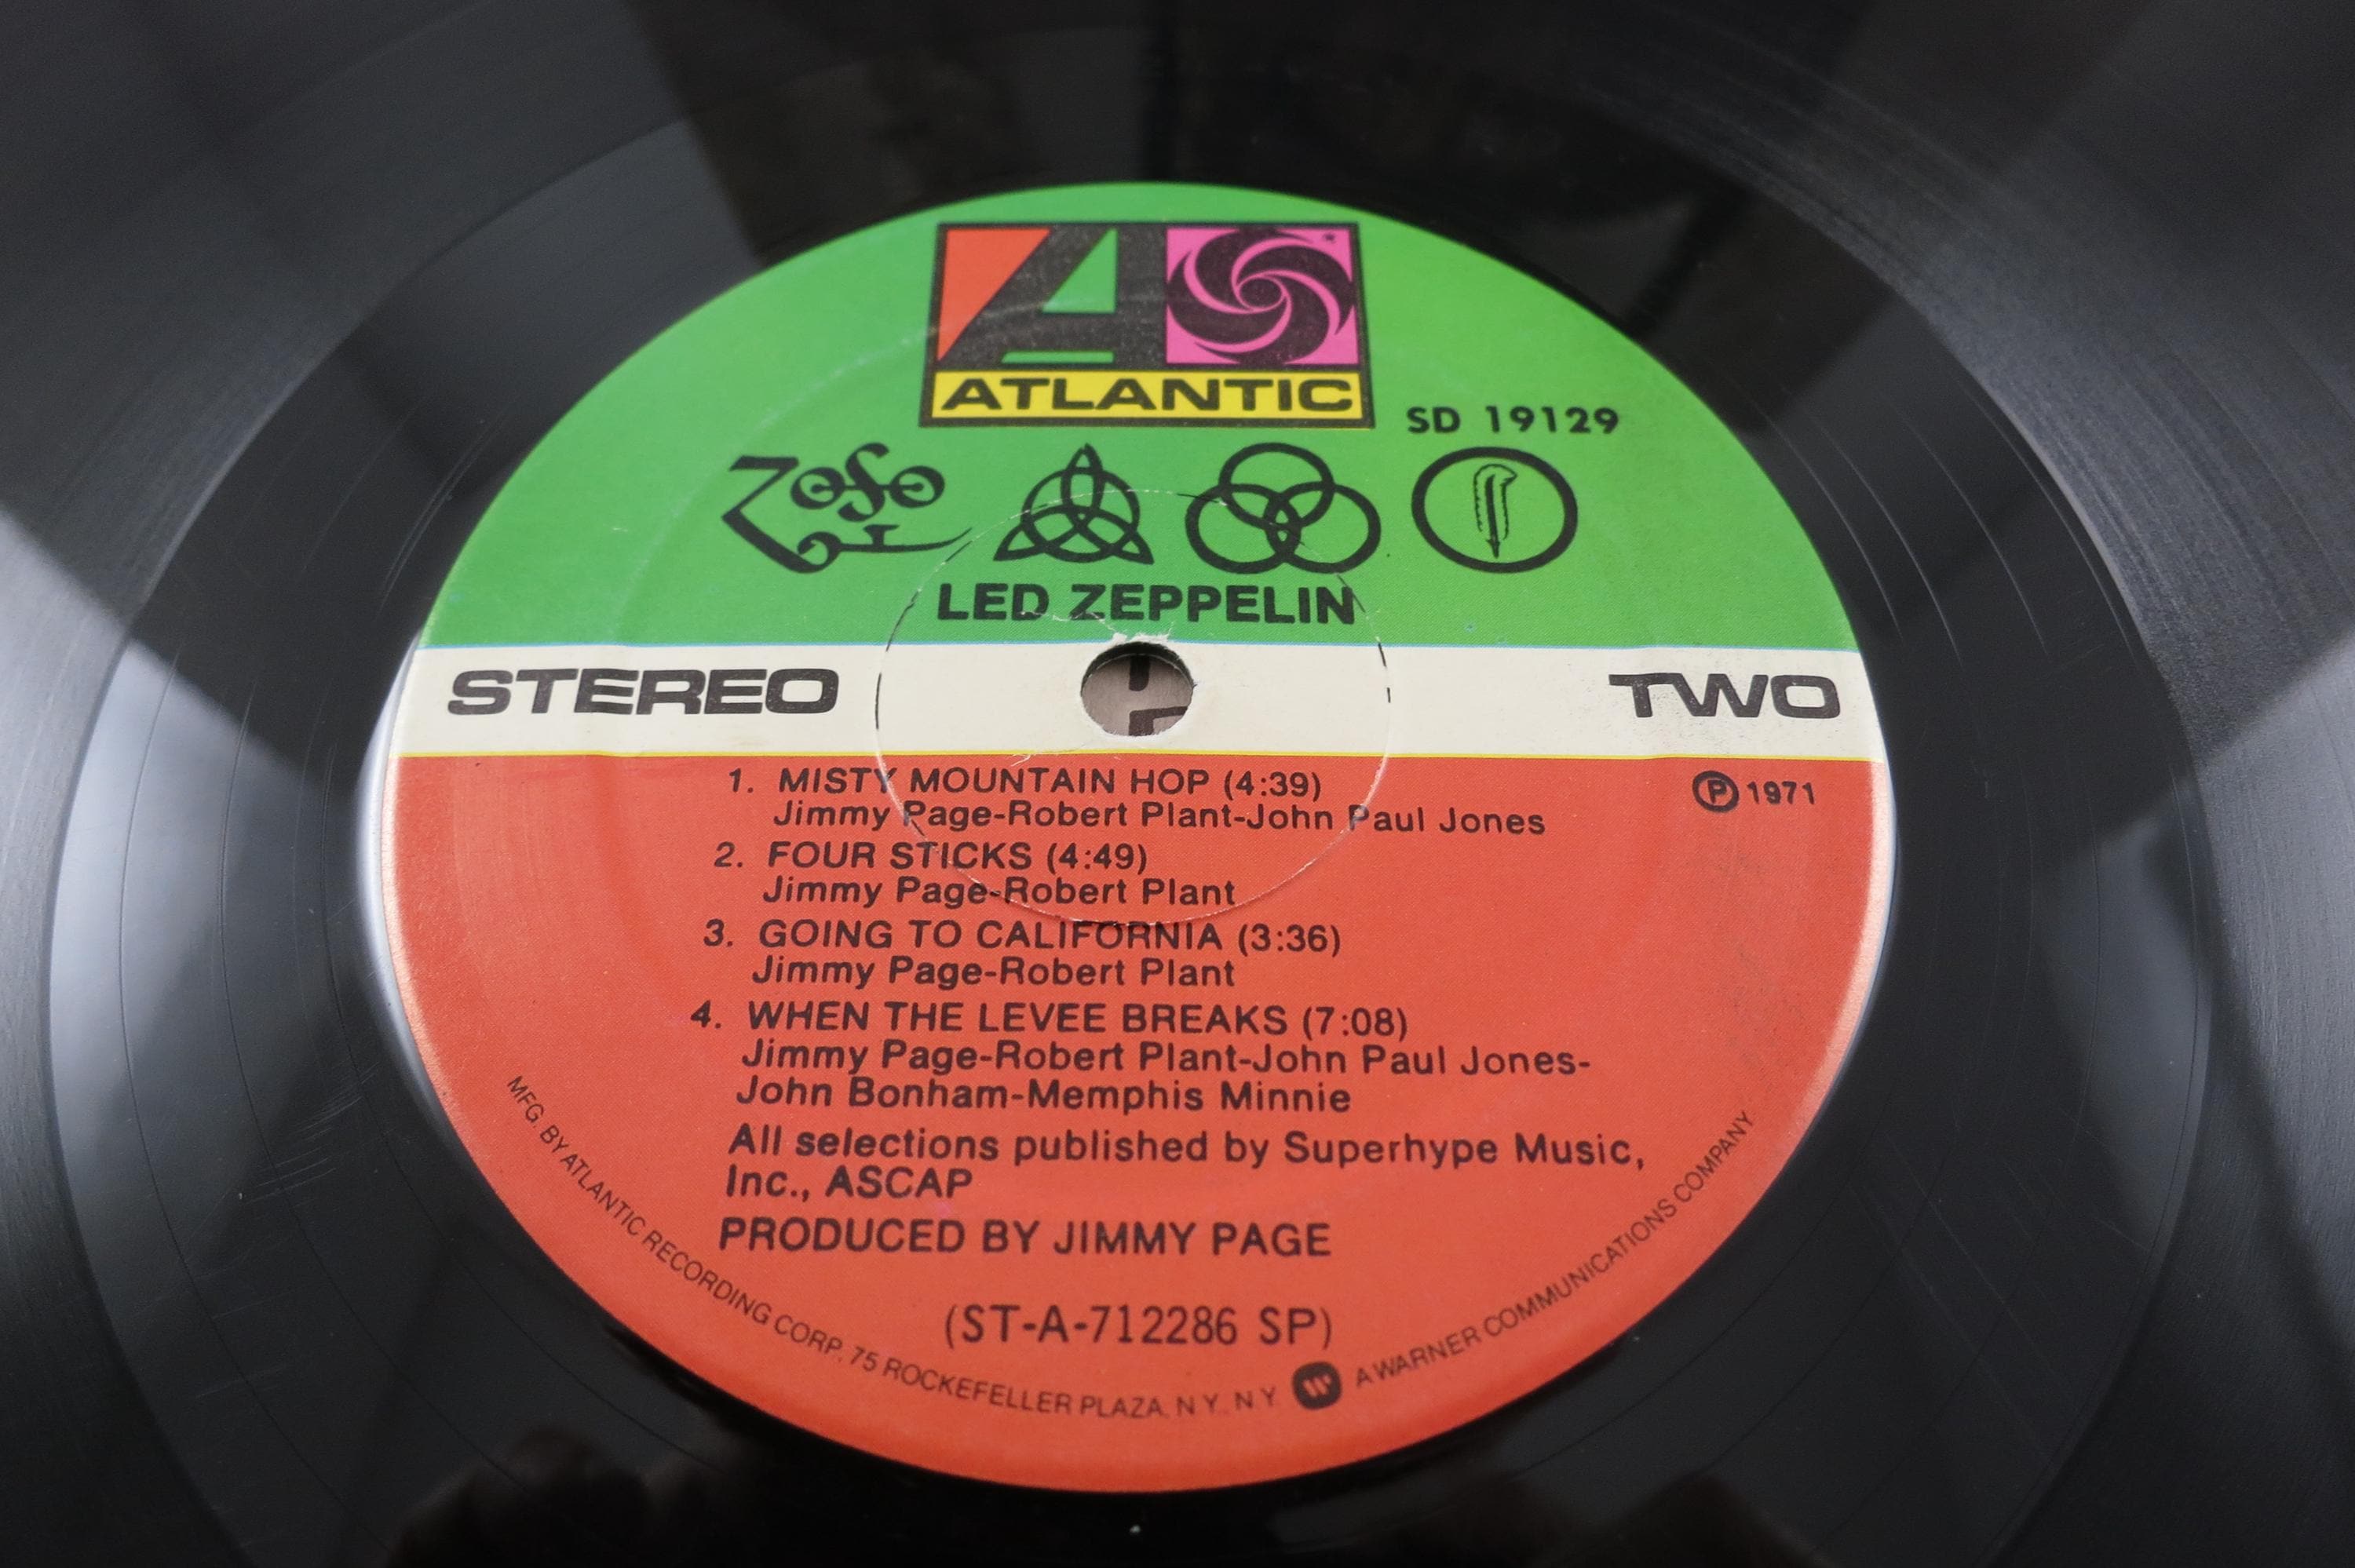 ATLANTIC
SD 19129
LED ZEPPELIN
STEREO
TWO
1. MISTY MOUNTAIN HOP (4:39)
Jimmy Page-Robert Plant-John Paul Jones
Ⓟ 1971
2. FOUR STICKS (4:49)
Jimmy Page-Robert Plant
3. GOING TO CALIFORNIA (3:36)
Jimmy Page-Robert Plant
4. WHEN THE LEVEE BREAKS (7:08)
Jimmy Page-Robert Plant-John Paul Jones-
John Bonham-Memphis Minnie
All selections published by Superhype Music,
Inc., ASCAP
PRODUCED BY JIMMY PAGE
(ST-A-712286 SP)
MFG. BY ATLANTIC RECORDING CORP. 75 ROCKEFELLER PLAZA, N.Y., N.Y. W A WARNER COMMUNICATIONS COMPANY